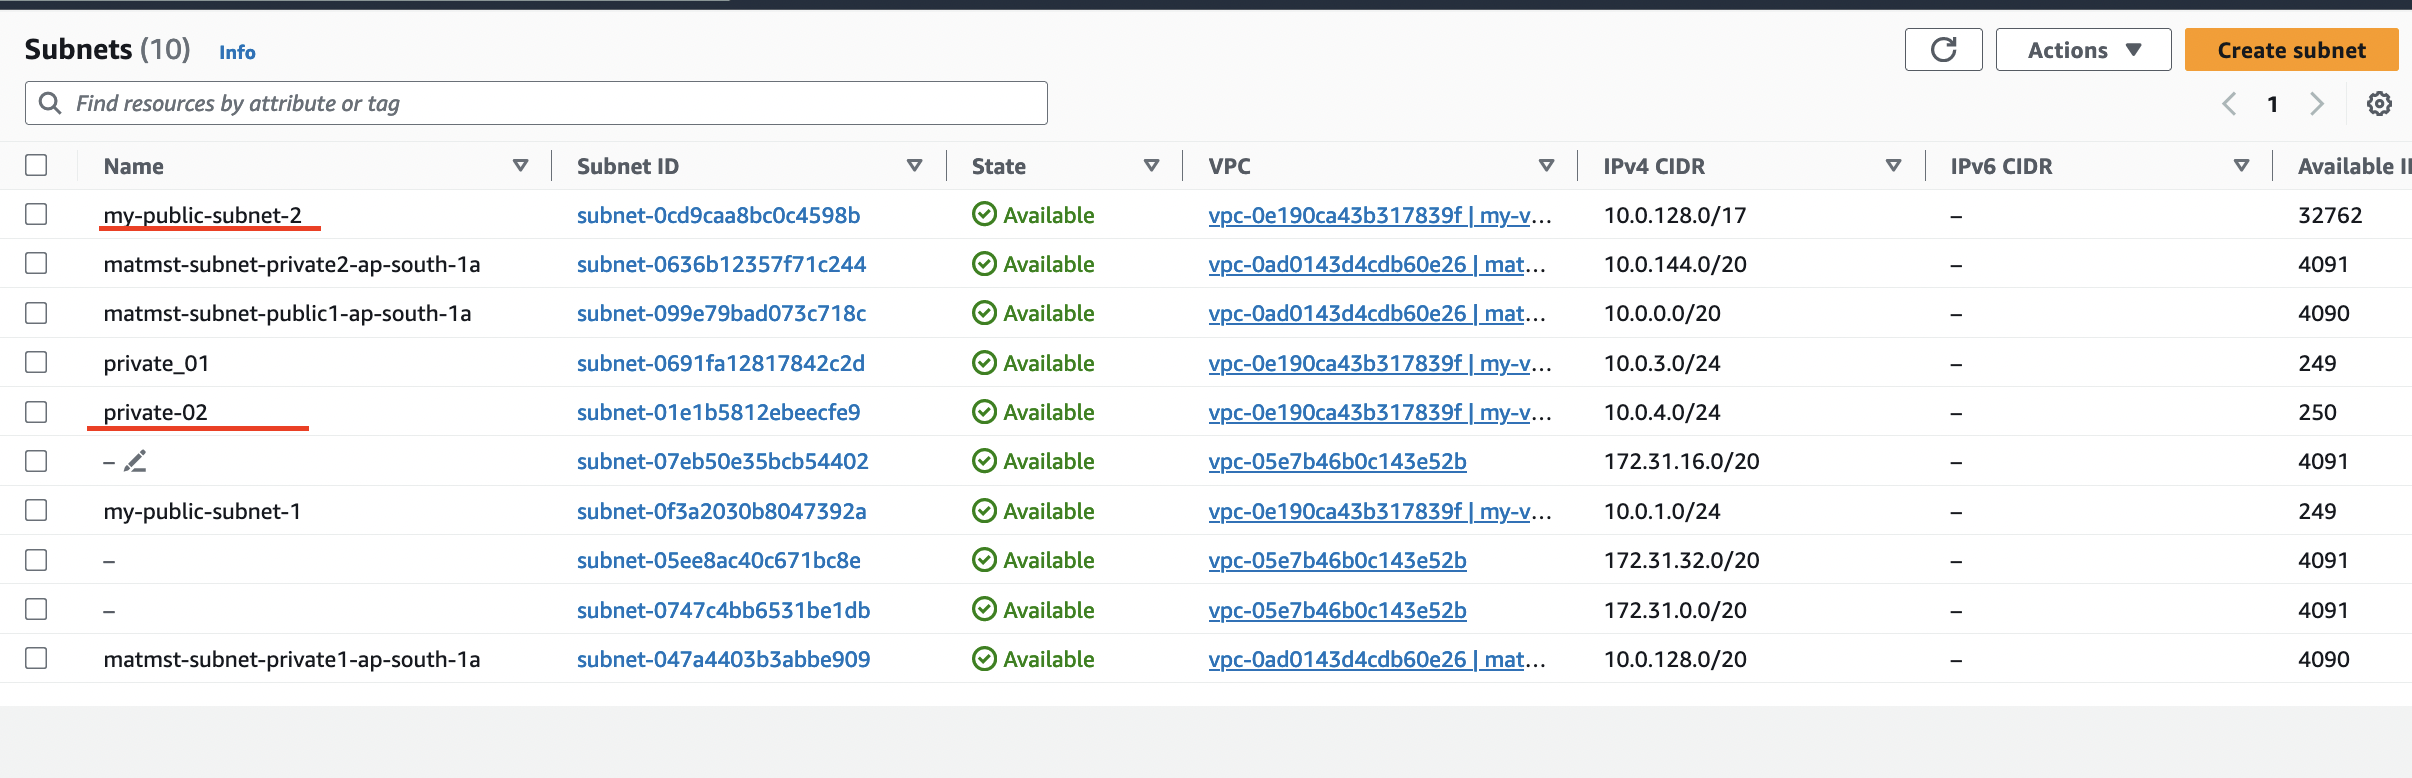 Subnets (10) Info
Actions
Create subnet
Find resources by attribute or tag
1
Name Subnet ID State VPC IPv4 CIDR IPv6 CIDR Available
my-public-subnet-2 subnet-0cd9caa8bc0c4598b Available vpc-0e190ca43b317839f | my-v... 10.0.128.0/17 – 32762
matmst-subnet-private2-ap-south-1a subnet-0636b12357f71c244 Available vpc-0ad0143d4cdb60e26 | mat... 10.0.144.0/20 – 4091
matmst-subnet-public1-ap-south-1a subnet-099e79bad073c718c Available vpc-0ad0143d4cdb60e26 | mat... 10.0.0.0/20 – 4090
private_01 subnet-0691fa12817842c2d Available vpc-0e190ca43b317839f | my-v... 10.0.3.0/24 – 249
private-02 subnet-01e1b5812ebeecfe9 Available vpc-0e190ca43b317839f | my-v... 10.0.4.0/24 – 250
– subnet-07eb50e35bcb54402 Available vpc-05e7b46b0c143e52b 172.31.16.0/20 – 4091
my-public-subnet-1 subnet-0f3a2030b8047392a Available vpc-0e190ca43b317839f | my-v... 10.0.1.0/24 – 249
– subnet-05ee8ac40c671bc8e Available vpc-05e7b46b0c143e52b 172.31.32.0/20 – 4091
– subnet-0747c4bb6531be1db Available vpc-05e7b46b0c143e52b 172.31.0.0/20 – 4091
matmst-subnet-private1-ap-south-1a subnet-047a4403b3abbe909 Available vpc-0ad0143d4cdb60e26 | mat... 10.0.128.0/20 – 4090